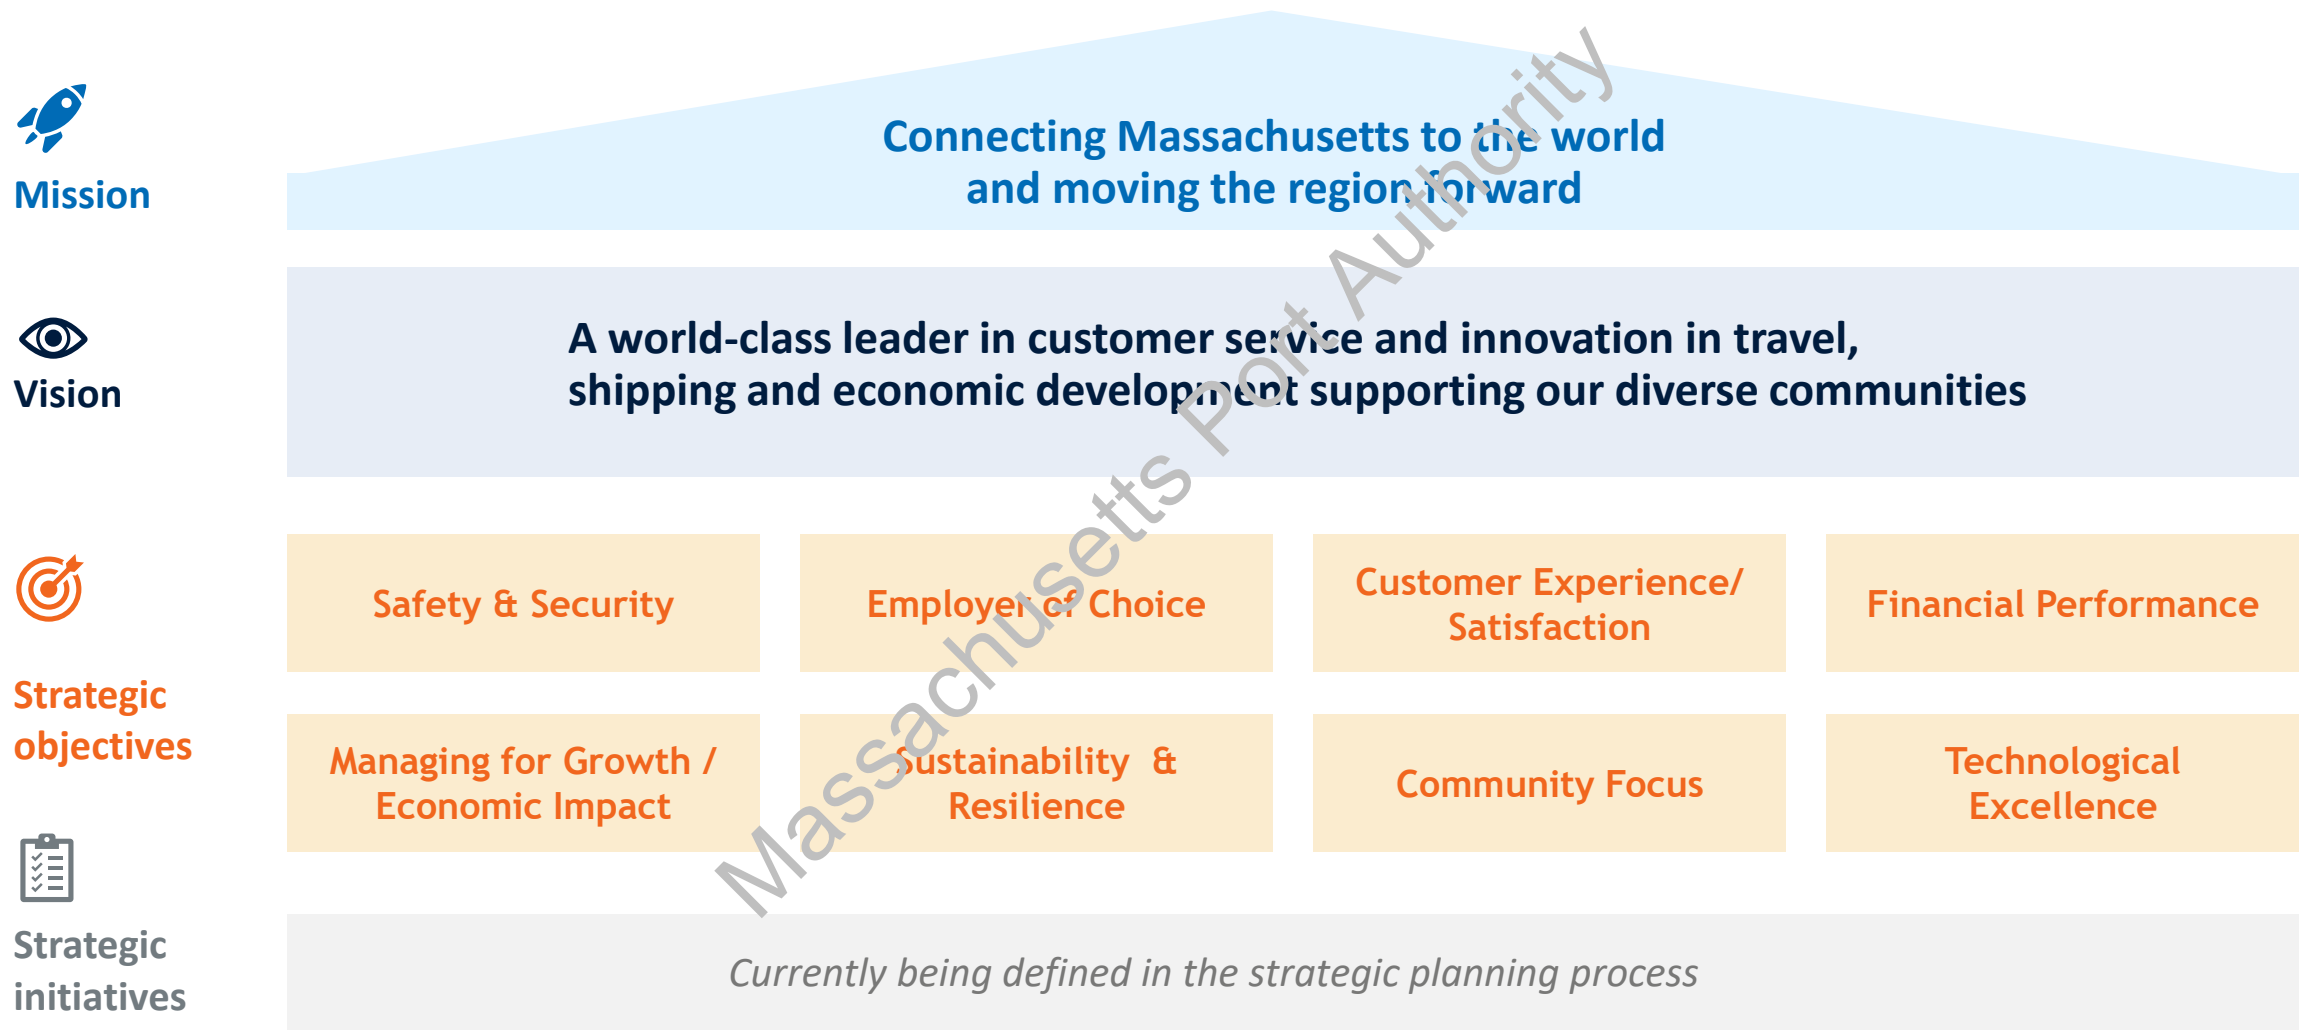 Mission
Connecting Massachusetts to the world
and moving the region forward
Vision
A world-class leader in customer service and innovation in travel,
shipping and economic development supporting our diverse communities
Strategic
objectives
Safety & Security
Employer of Choice
Customer Experience/
Satisfaction
Financial Performance
Managing for Growth /
Economic Impact
Sustainability & 
Resilience
Community Focus
Technological
Excellence
Strategic
initiatives
Currently being defined in the strategic planning process
Massachusetts Port Authority